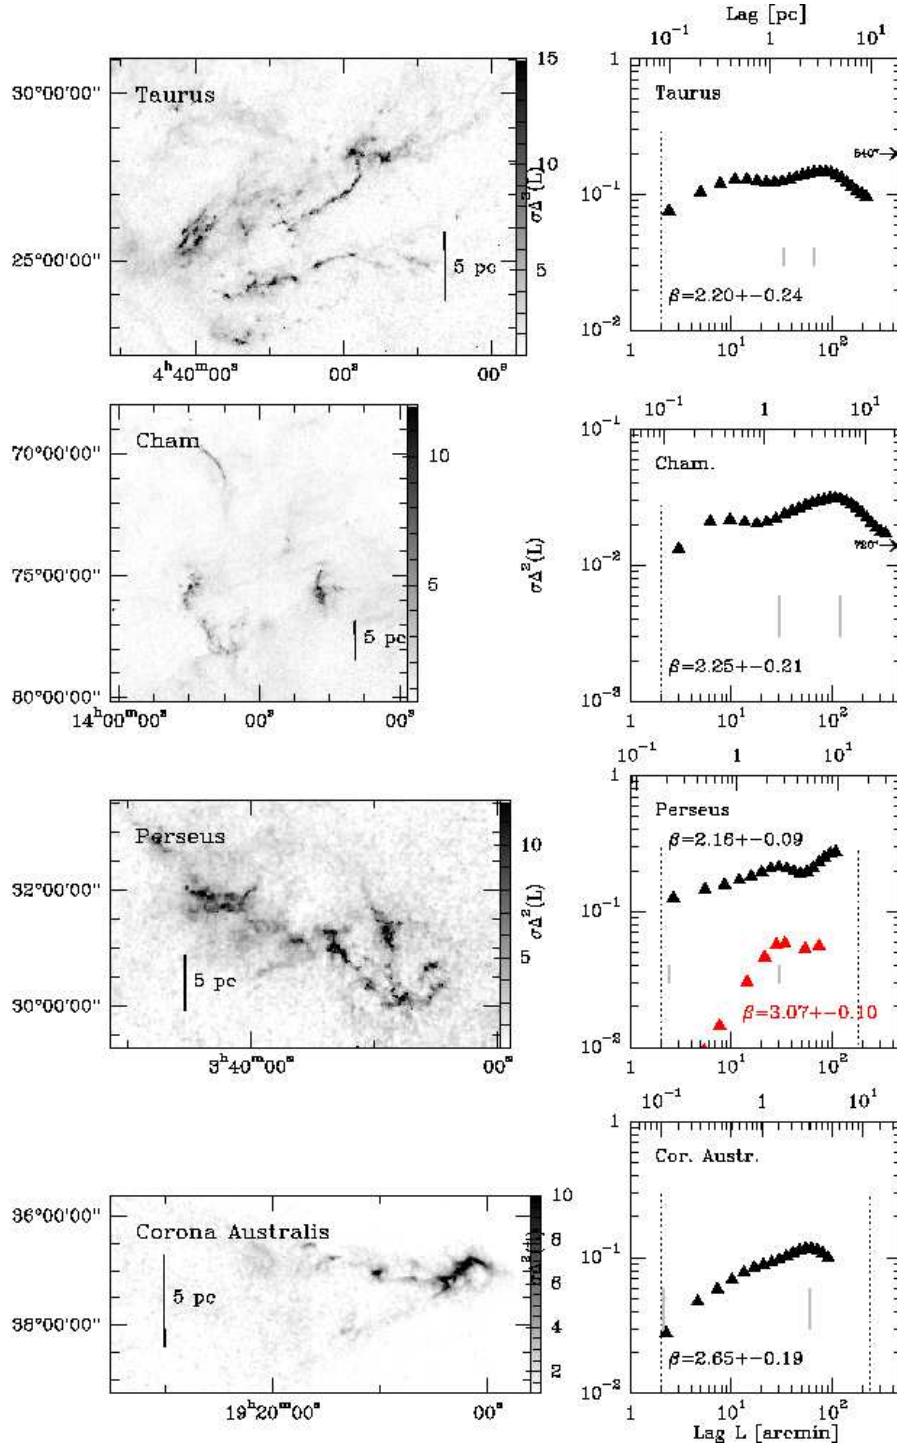 Lag [pc]
10⁻¹ 1 10¹
15
30°00'00"
Taurus
10
σΔ²(L)
25°00'00"
5 pc
5
4ʰ40ᵐ00ˢ 00ˢ 00ˢ
1
Taurus
540'
10⁻¹
β=2.20+-0.24
10⁻²
1 10¹ 10²
70°00'00"
Cham
10
75°00'00"
5
5 pc
80°00'00"
14ʰ00ᵐ00ˢ 00ˢ 00ˢ
10⁻¹ 1 10¹
10⁻¹
Cham.
10⁻²
720'
σΔ²(L)
β=2.25+-0.21
10⁻³
1 10¹ 10²
Perseus
10
32°00'00"
σΔ²(L)
5
5 pc
30°00'00"
3ʰ40ᵐ00ˢ 00ˢ
10⁻¹ 1 10¹
1
Perseus
β=2.16+-0.09
10⁻¹
β=3.07+-0.10
10⁻²
1 10¹ 10²
36°00'00"
Corona Australis
10
8
6
4
2
5 pc
38°00'00"
19ʰ20ᵐ00ˢ 00ˢ
10⁻¹ 1 10¹
1
Cor. Austr.
10⁻¹
β=2.65+-0.19
10⁻²
1 10¹ 10²
Lag L [arcmin]